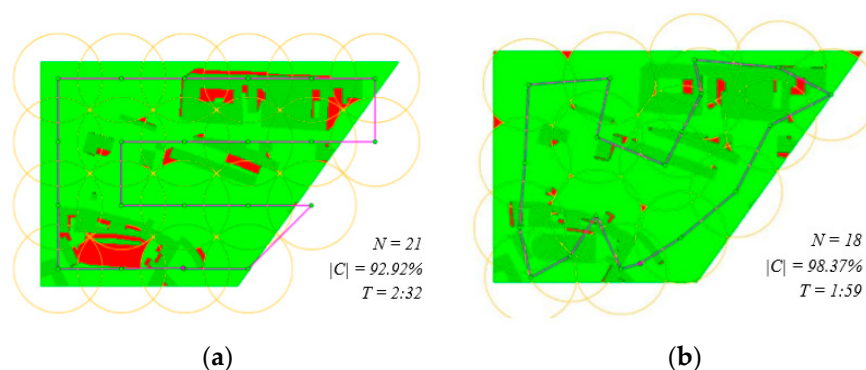 N = 21
|C| = 92.92%
T = 2:32
N = 18
|C| = 98.37%
T = 1:59
(a)
(b)